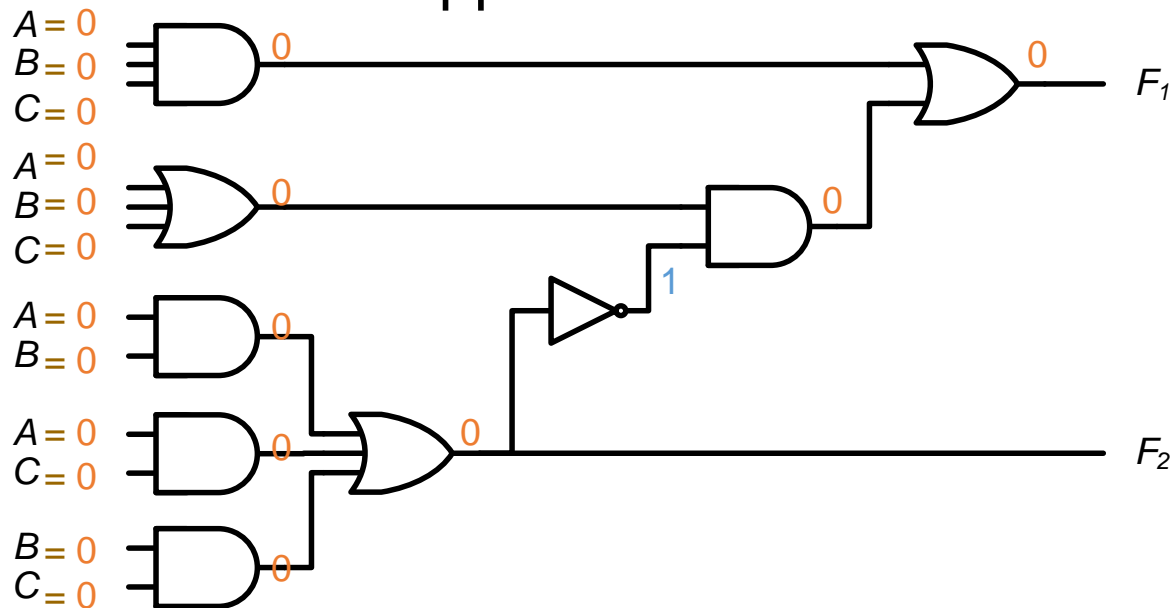 pp
A = 0
B = 0
C = 0
0
0
F1
A = 0
B = 0
C = 0
0
0
1
A = 0
B = 0
0
A = 0
C = 0
0
0
F2
B = 0
C = 0
0